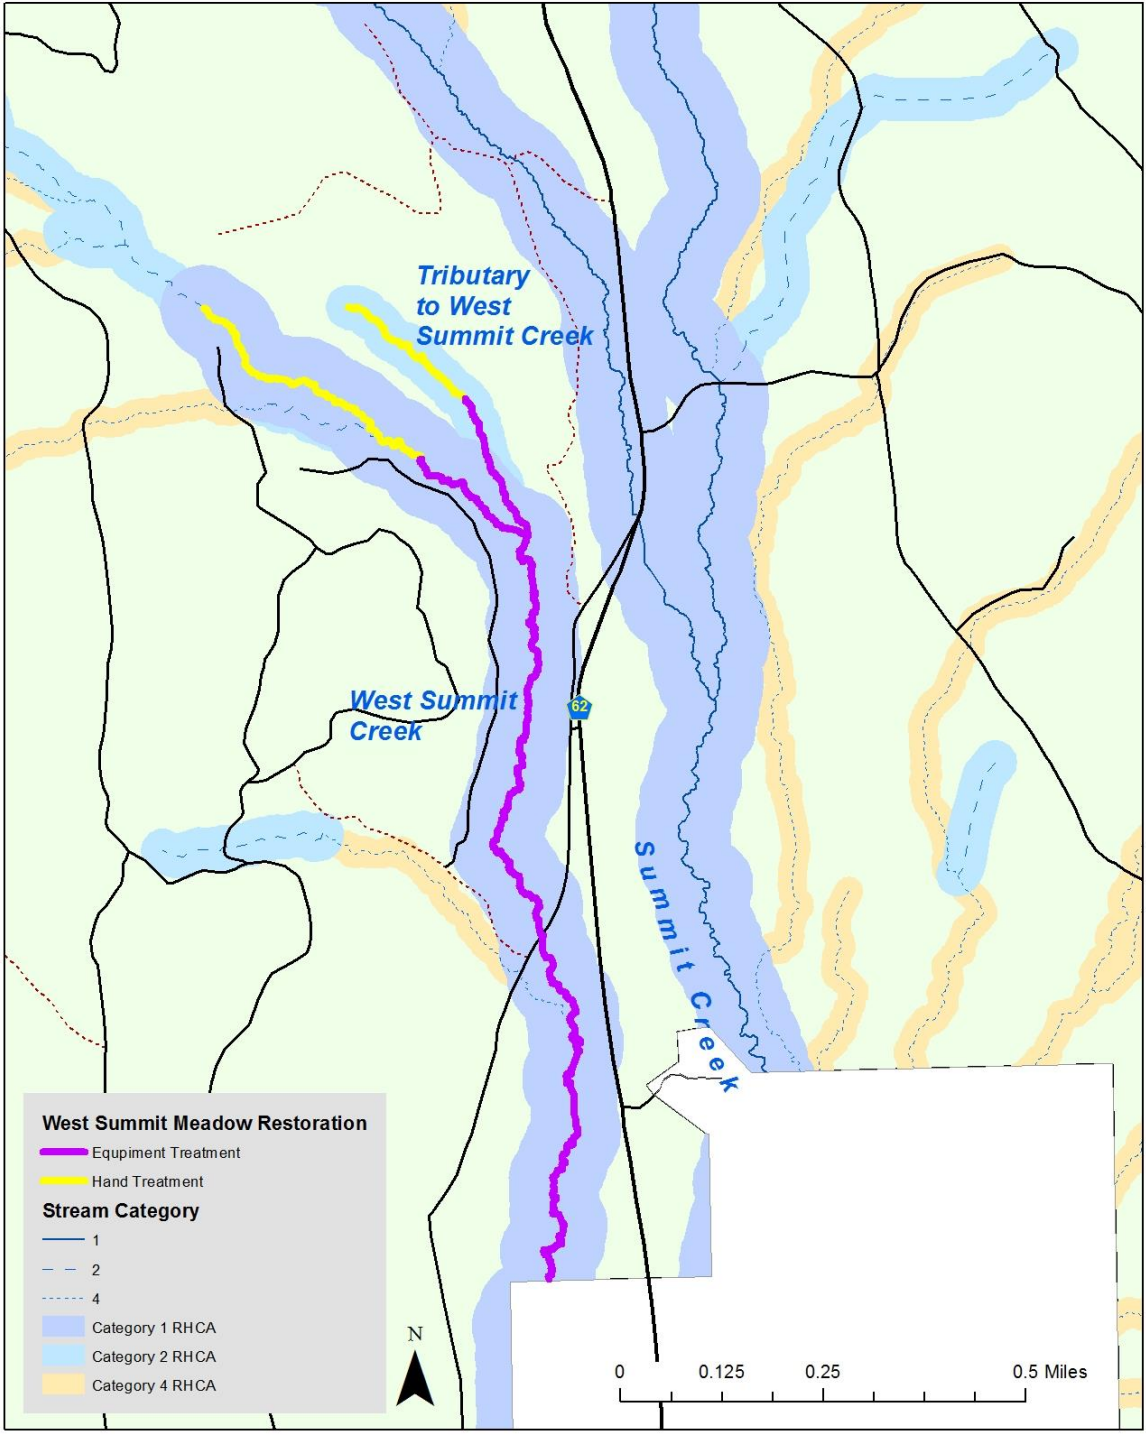 Tributary
to West
Summit Creek
West Summit
Creek
62
Summit Creek
West Summit Meadow Restoration
Equpiment Treatment
Hand Treatment
Stream Category
1
2
4
Category 1 RHCA
Category 2 RHCA
Category 4 RHCA
N
0 0.125 0.25 0.5 Miles